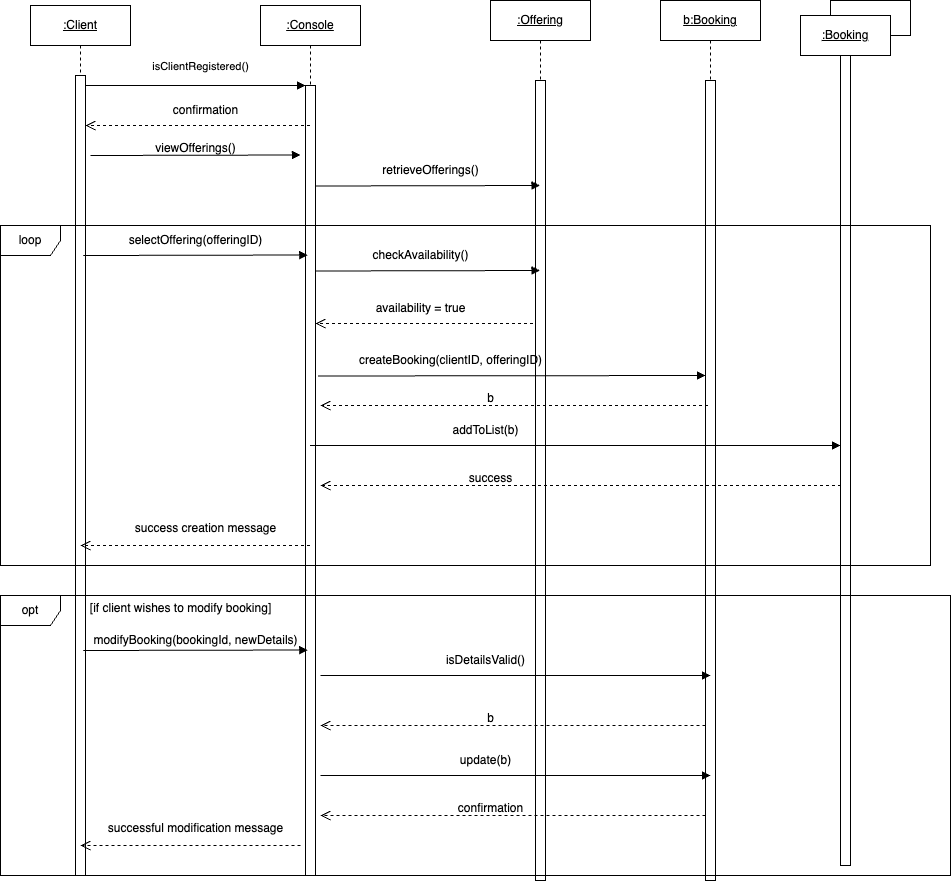 :Client
:Console
:Offering
b:Booking
:Booking
isClientRegistered()
confirmation
viewOfferings()
retrieveOfferings()
loop
selectOffering(offeringID)
checkAvailability()
availability = true
createBooking(clientID, offeringID)
b
addToList(b)
success
success creation message
opt
[if client wishes to modify booking]
modifyBooking(bookingId, newDetails)
isDetailsValid()
b
update(b)
confirmation
successful modification message